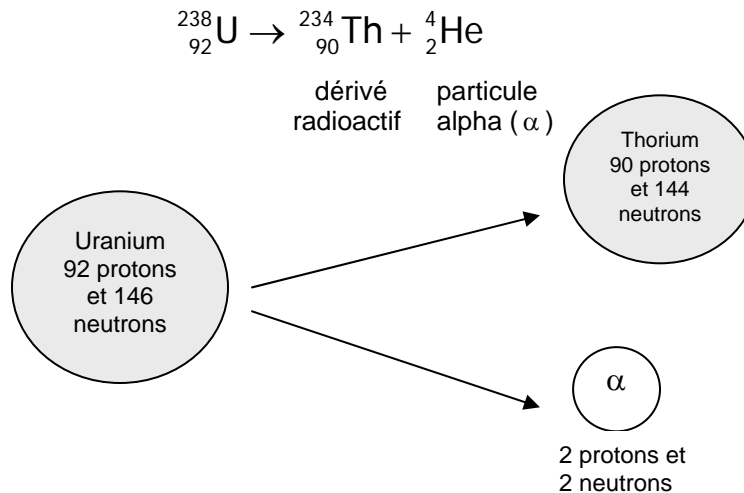 ²³⁸₉₂U → ²³⁴₉₀Th + ⁴₂He
dérivé
radioactif
particule
alpha ( α )
Thorium
90 protons
et 144
neutrons
Uranium
92 protons
et 146
neutrons
α
2 protons et
2 neutrons